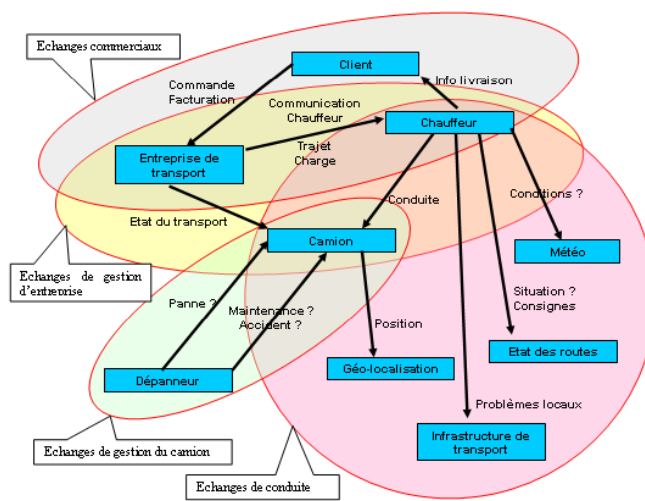 Echanges commerciaux
Client
Info livraison
Commande
Facturation
Communication
Chauffeur
Chauffeur
Entreprise de
transport
Trajet
Charge
Conditions ?
Conduite
Etat du transport
Camion
Météo
Echanges de gestion
d'entreprise
Panne ?
Maintenance ?
Accident ?
Situation ?
Consignes
Position
Etat des routes
Dépanneur
Géo-localisation
Problèmes locaux
Echanges de gestion du camion
Infrastructure de
transport
Echanges de conduite